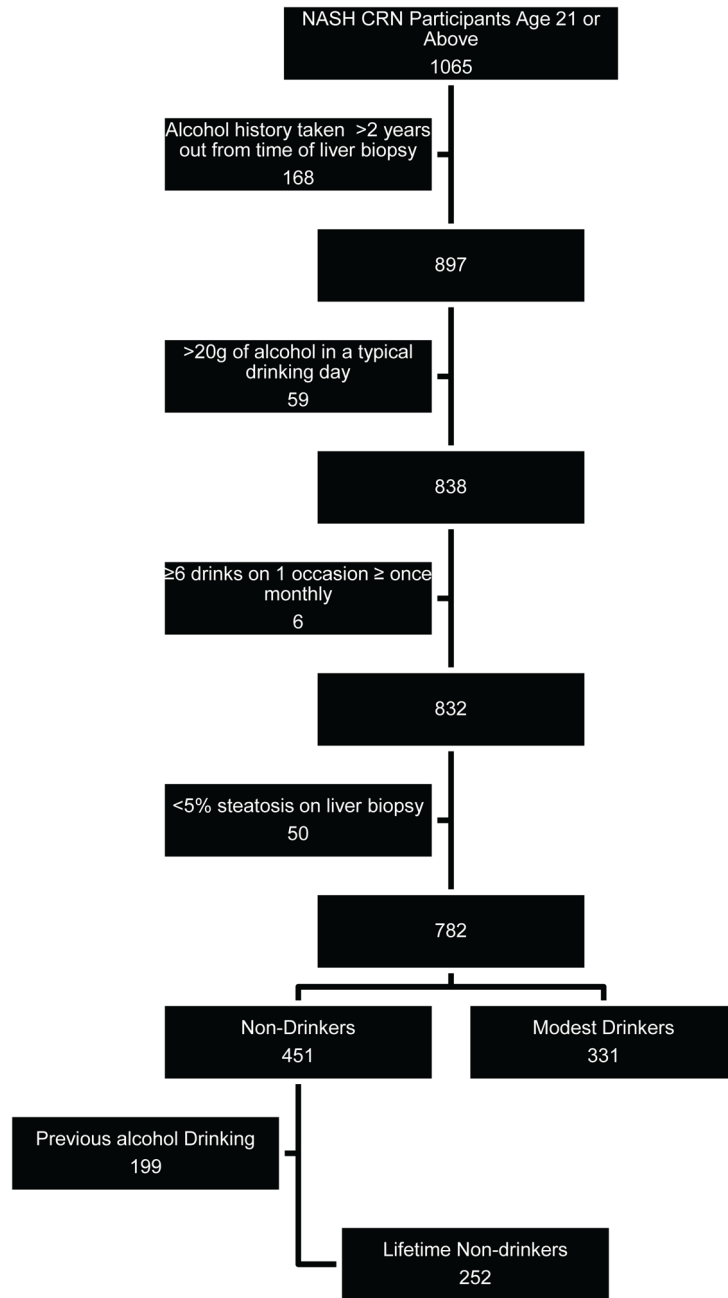 NASH CRN Participants Age 21 or
Above
1065
Alcohol history taken >2 years
out from time of liver biopsy
168
897
>20g of alcohol in a typical
drinking day
59
838
≥6 drinks on 1 occasion ≥ once
monthly
6
832
<5% steatosis on liver biopsy
50
782
Non-Drinkers
451
Modest Drinkers
331
Previous alcohol Drinking
199
Lifetime Non-drinkers
252